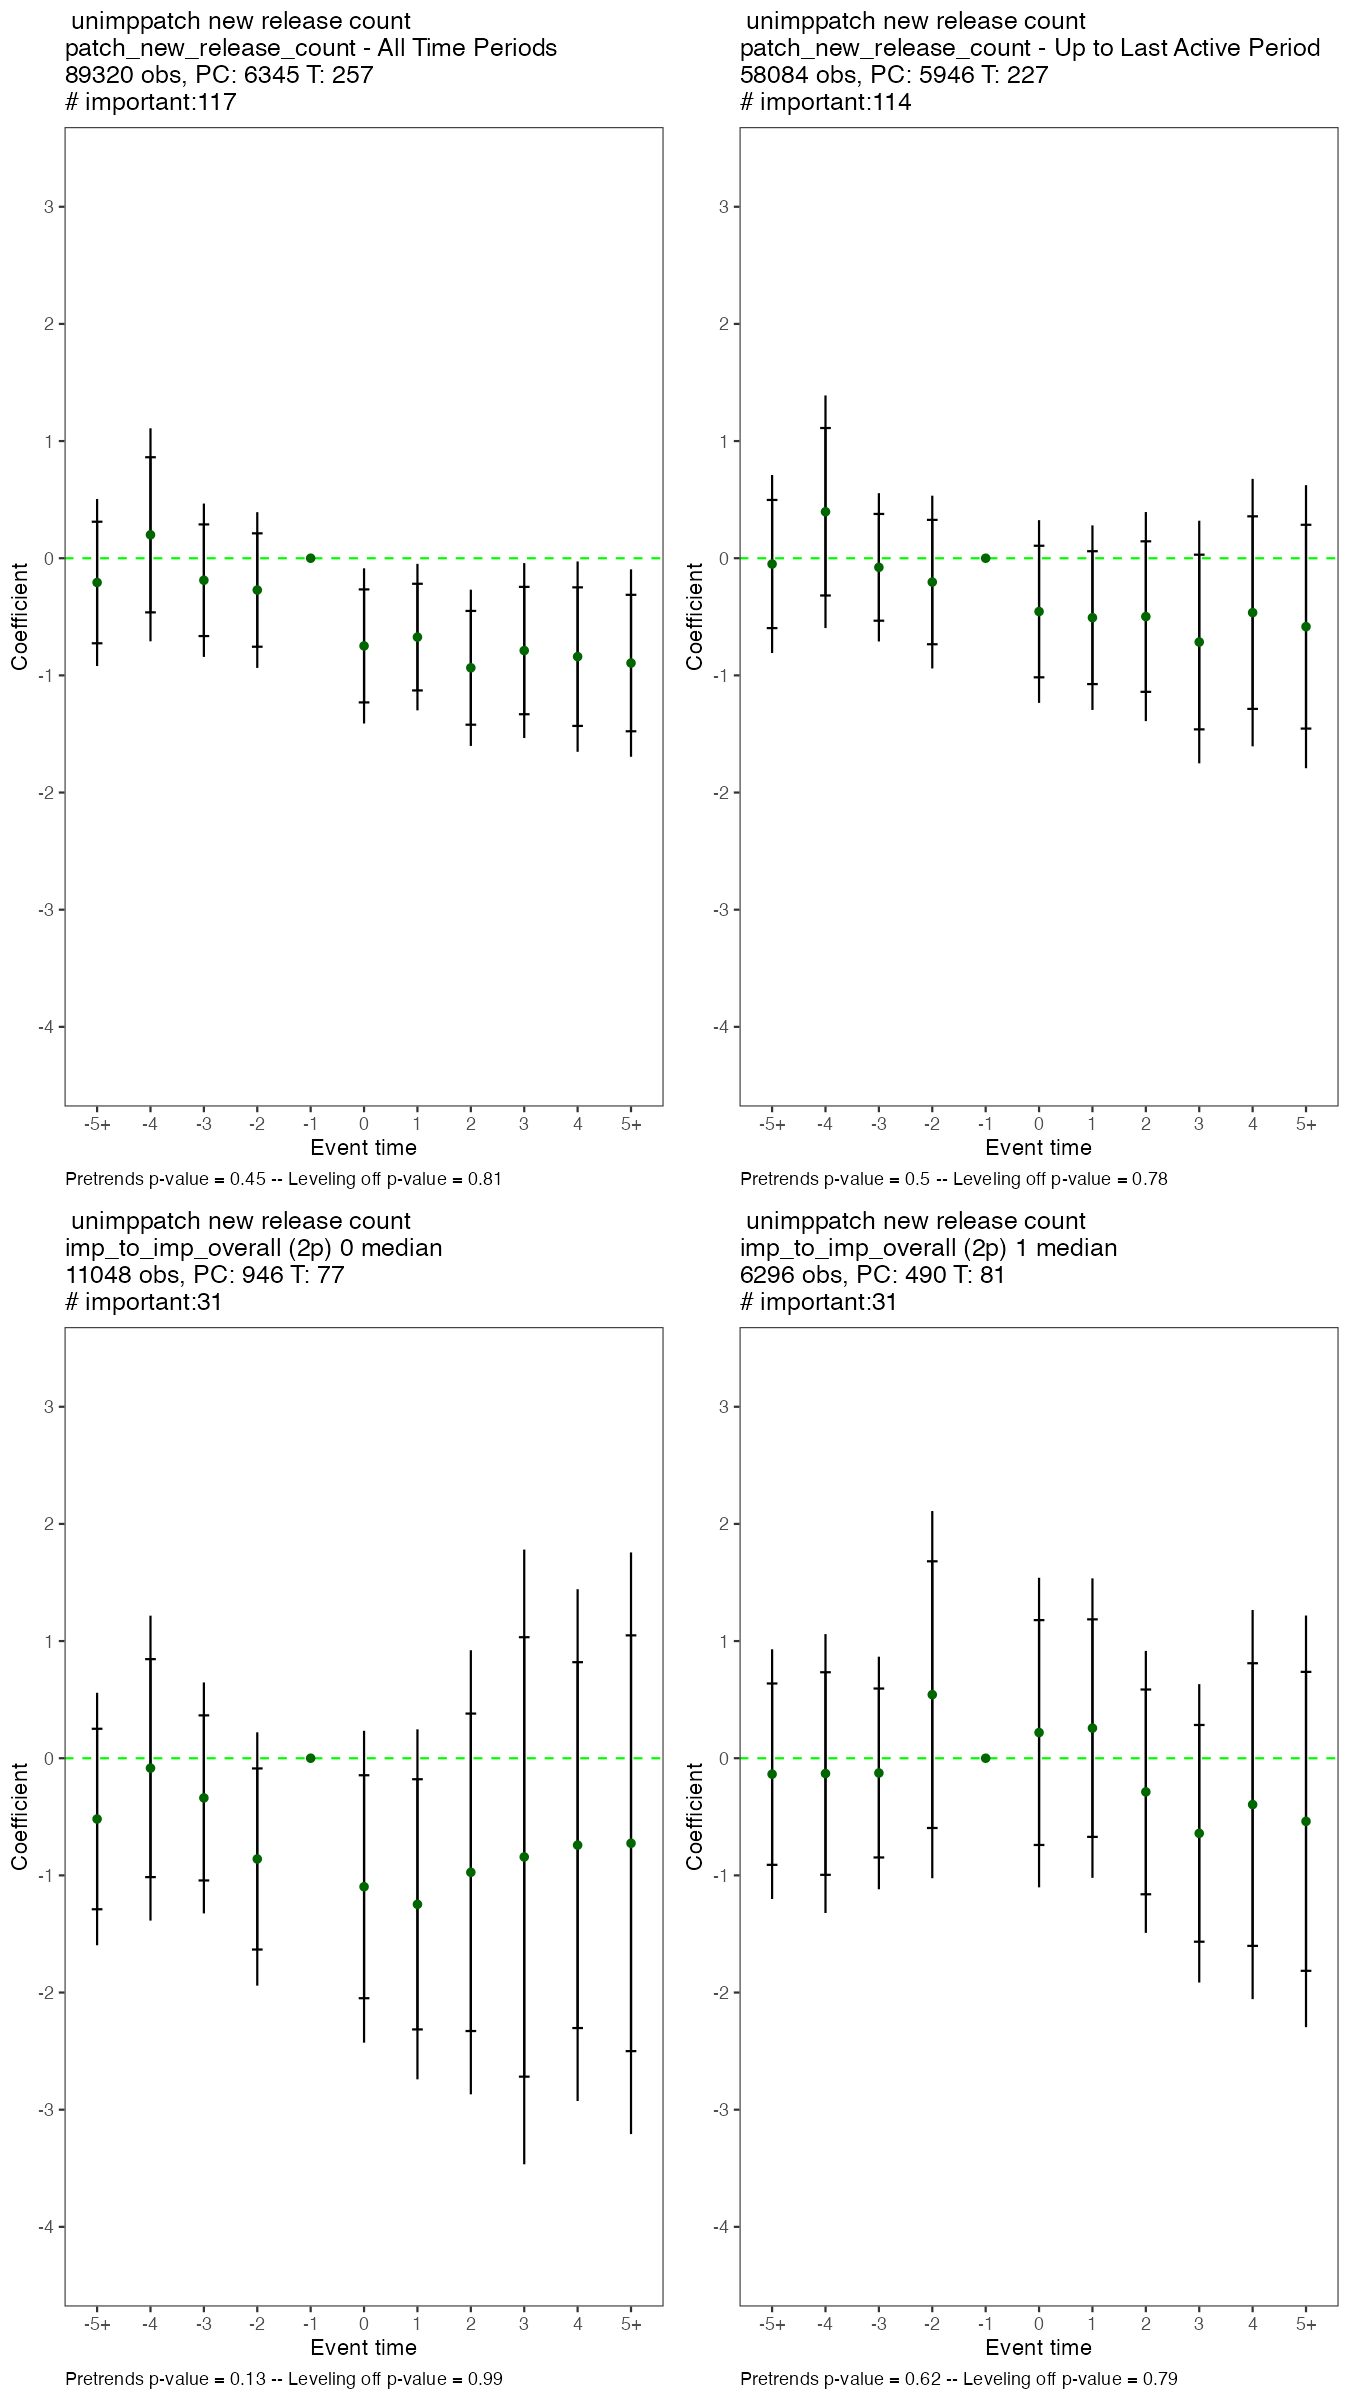 unimppatch new release count
patch_new_release_count - All Time Periods
89320 obs, PC: 6345 T: 257
# important:117
3
2
1
0
-1
-2
-3
-4
Coefficient
-5+ -4 -3 -2 -1 0 1 2 3 4 5+
Event time
Pretrends p-value = 0.45 -- Leveling off p-value = 0.81
unimppatch new release count
patch_new_release_count - Up to Last Active Period
58084 obs, PC: 5946 T: 227
# important:114
3
2
1
0
-1
-2
-3
-4
Coefficient
-5+ -4 -3 -2 -1 0 1 2 3 4 5+
Event time
Pretrends p-value = 0.5 -- Leveling off p-value = 0.78
unimppatch new release count
imp_to_imp_overall (2p) 0 median
11048 obs, PC: 946 T: 77
# important:31
3
2
1
0
-1
-2
-3
-4
Coefficient
-5+ -4 -3 -2 -1 0 1 2 3 4 5+
Event time
Pretrends p-value = 0.13 -- Leveling off p-value = 0.99
unimppatch new release count
imp_to_imp_overall (2p) 1 median
6296 obs, PC: 490 T: 81
# important:31
3
2
1
0
-1
-2
-3
-4
Coefficient
-5+ -4 -3 -2 -1 0 1 2 3 4 5+
Event time
Pretrends p-value = 0.62 -- Leveling off p-value = 0.79